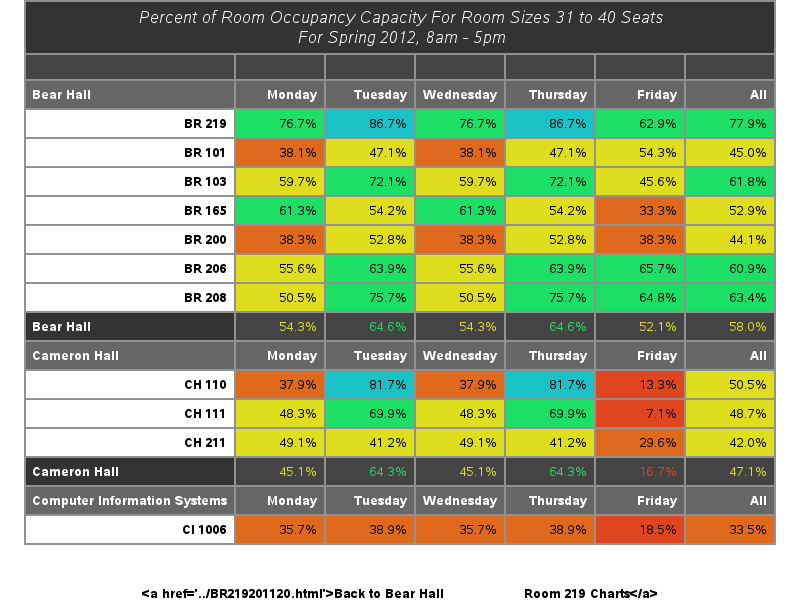 Percent of Room Occupancy Capacity For Room Sizes 31 to 40 Seats
For Spring 2012, 8am - 5pm
Bear Hall Monday Tuesday Wednesday Thursday Friday All
BR 219 76.7% 86.7% 76.7% 86.7% 62.9% 77.9%
BR 101 38.1% 47.1% 38.1% 47.1% 54.3% 45.0%
BR 103 59.7% 72.1% 59.7% 72.1% 45.6% 61.8%
BR 165 61.3% 54.2% 61.3% 54.2% 33.3% 52.9%
BR 200 38.3% 52.8% 38.3% 52.8% 38.3% 44.1%
BR 206 55.6% 63.9% 55.6% 63.9% 65.7% 60.9%
BR 208 50.5% 75.7% 50.5% 75.7% 64.8% 63.4%
Bear Hall 54.3% 64.6% 54.3% 64.6% 52.1% 58.0%
Cameron Hall Monday Tuesday Wednesday Thursday Friday All
CH 110 37.9% 81.7% 37.9% 81.7% 13.3% 50.5%
CH 111 48.3% 69.9% 48.3% 69.9% 7.1% 48.7%
CH 211 49.1% 41.2% 49.1% 41.2% 29.6% 42.0%
Cameron Hall 45.1% 64.3% 45.1% 64.3% 16.7% 47.1%
Computer Information Systems Monday Tuesday Wednesday Thursday Friday All
CI 1006 35.7% 38.9% 35.7% 38.9% 18.5% 33.5%
<a href='../BR219201120.html'>Back to Bear Hall Room 219 Charts</a>